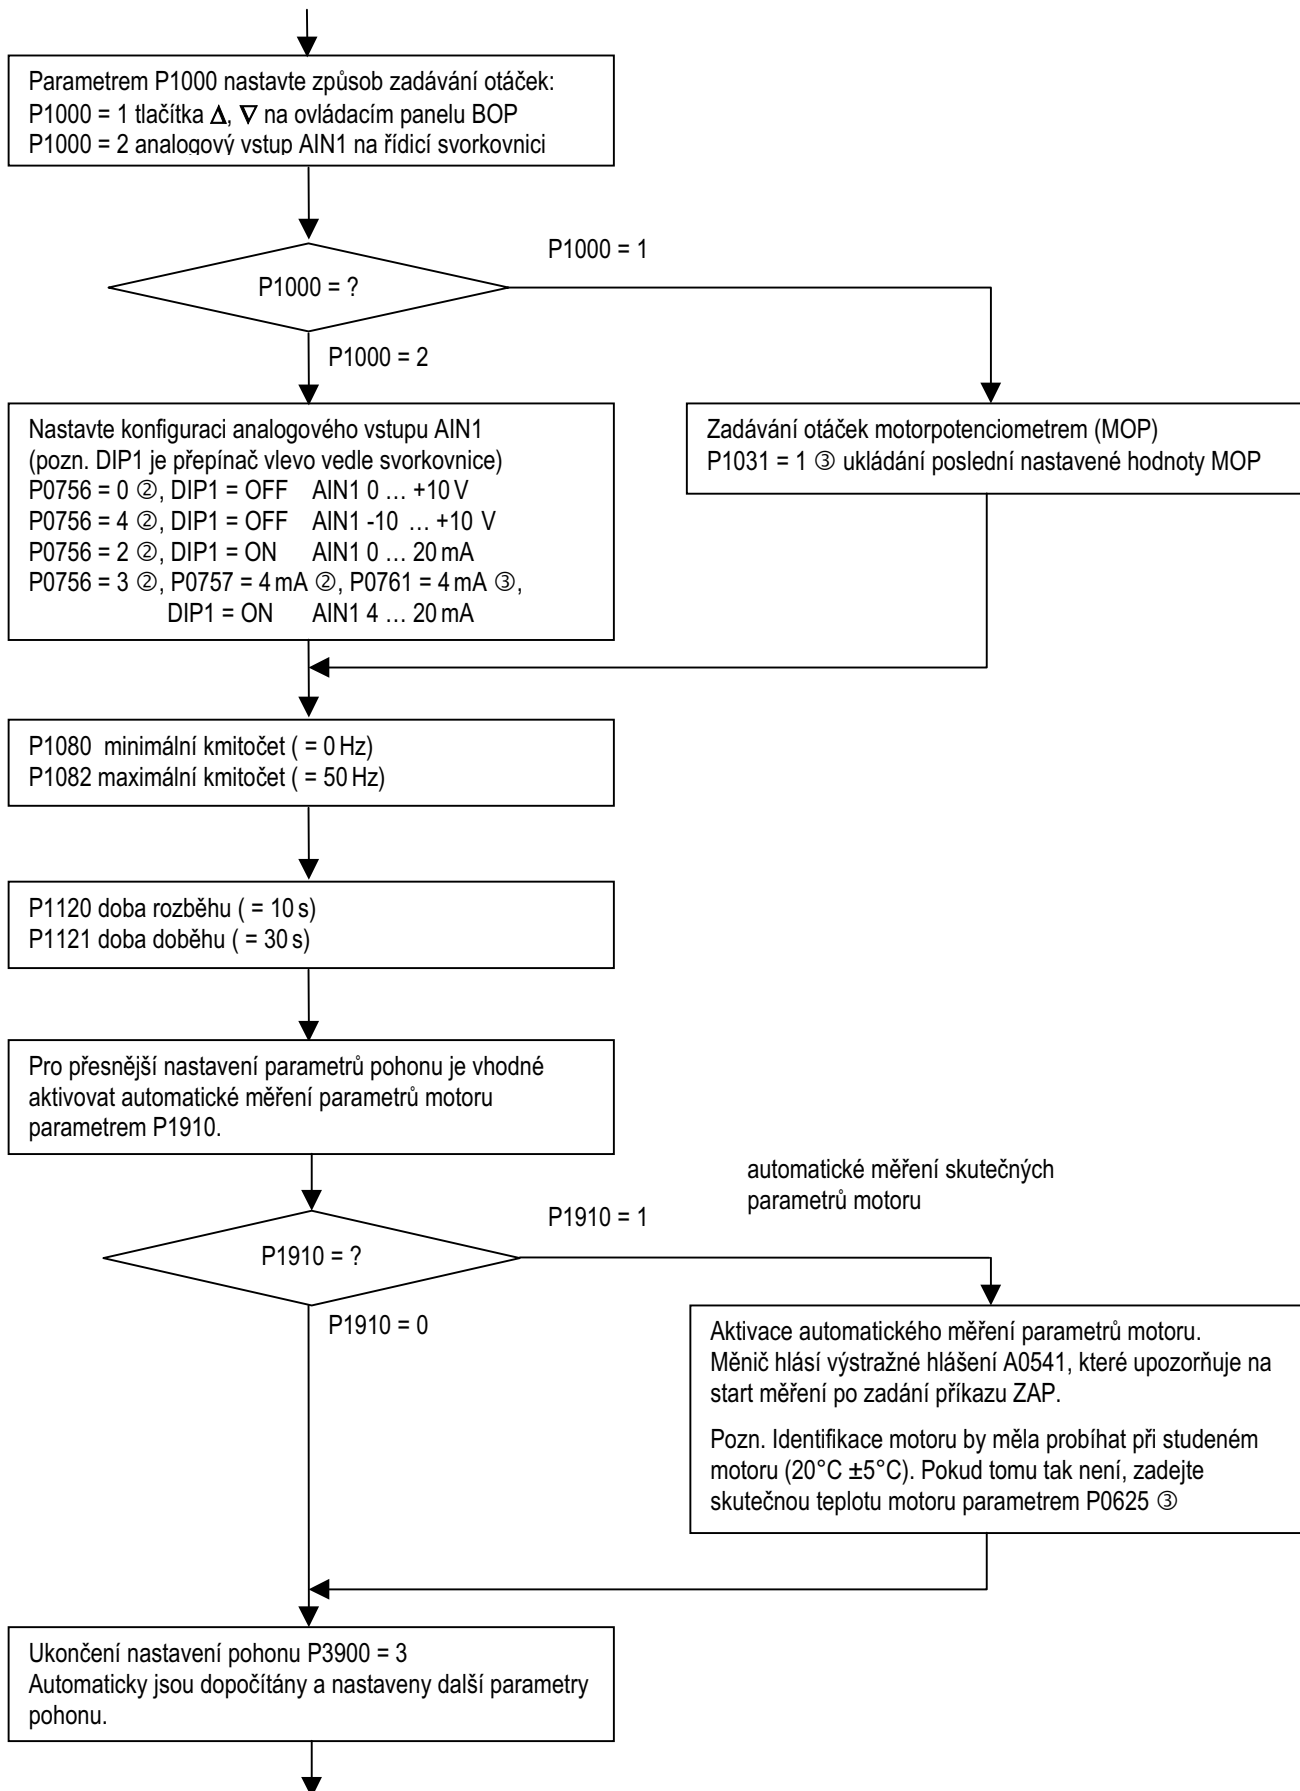 Parametrem P1000 nastavte způsob zadávání otáček:
P1000 = 1 tlačítka Δ, ∇ na ovládacím panelu BOP
P1000 = 2 analogový vstup AIN1 na řídicí svorkovnici
P1000 = 1
P1000 = ?
P1000 = 2
Nastavte konfiguraci analogového vstupu AIN1
(pozn. DIP1 je přepínač vlevo vedle svorkovnice)
P0756 = 0 ②, DIP1 = OFF AIN1 0 … +10 V
P0756 = 4 ②, DIP1 = OFF AIN1 -10 … +10 V
P0756 = 2 ②, DIP1 = ON AIN1 0 … 20 mA
P0756 = 3 ②, P0757 = 4 mA ②, P0761 = 4 mA ③,
DIP1 = ON AIN1 4 … 20 mA
Zadávání otáček motorpotenciometrem (MOP)
P1031 = 1 ③ ukládání poslední nastavené hodnoty MOP
P1080 minimální kmitočet ( = 0 Hz)
P1082 maximální kmitočet ( = 50 Hz)
P1120 doba rozběhu ( = 10 s)
P1121 doba doběhu ( = 30 s)
Pro přesnější nastavení parametrů pohonu je vhodné
aktivovat automatické měření parametrů motoru
parametrem P1910.
automatické měření skutečných
parametrů motoru
P1910 = 1
P1910 = ?
P1910 = 0
Aktivace automatického měření parametrů motoru.
Měnič hlásí výstražné hlášení A0541, které upozorňuje na
start měření po zadání příkazu ZAP.
Pozn. Identifikace motoru by měla probíhat při studeném
motoru (20°C ±5°C). Pokud tomu tak není, zadejte
skutečnou teplotu motoru parametrem P0625 ③
Ukončení nastavení pohonu P3900 = 3
Automaticky jsou dopočítány a nastaveny další parametry
pohonu.